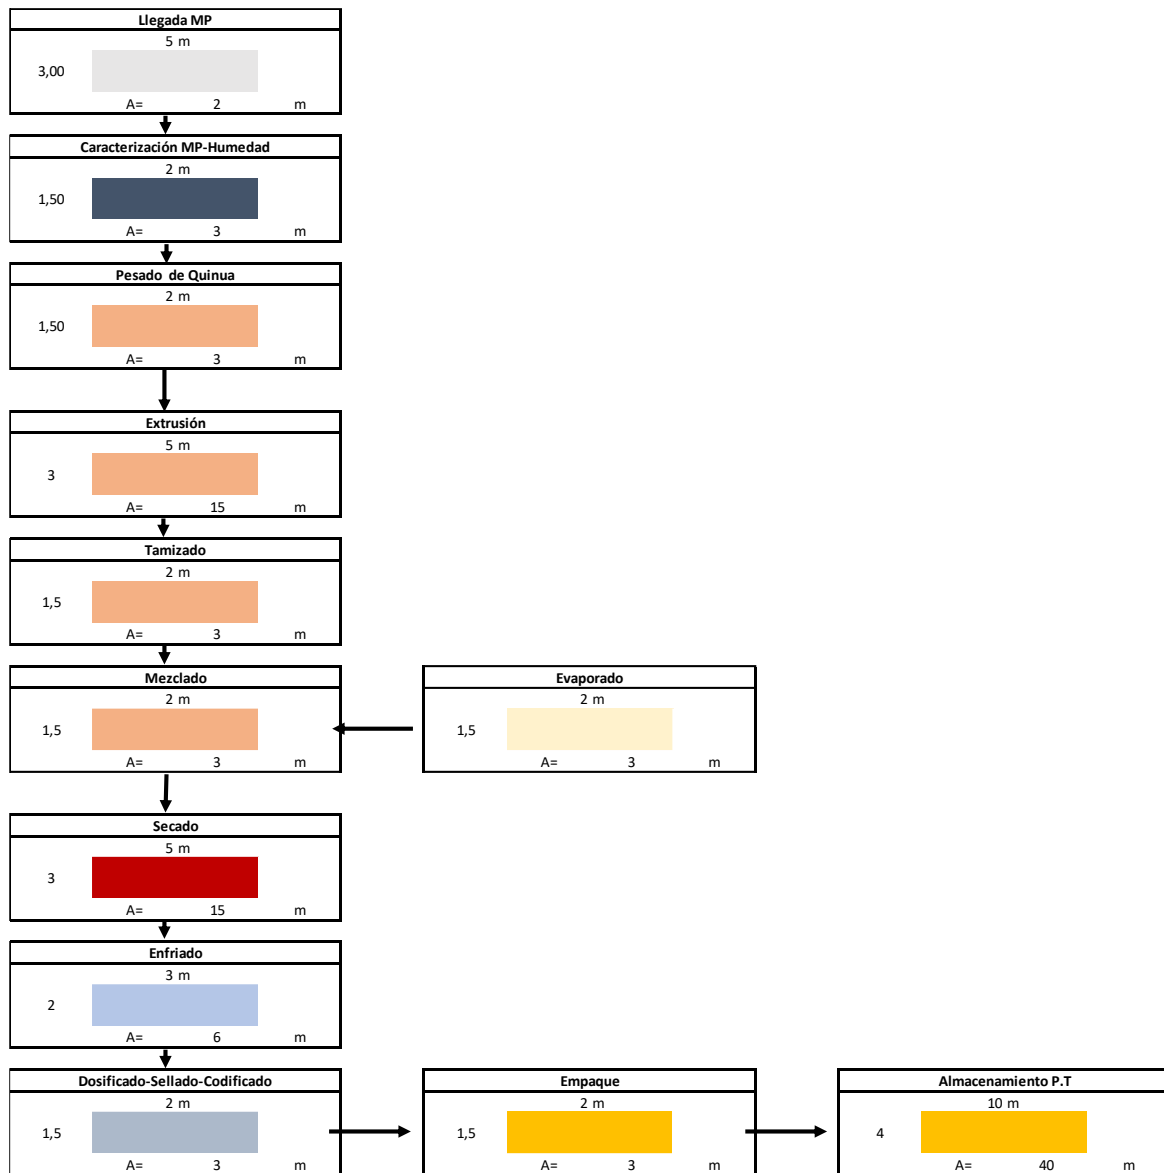 Llegada MP
5 m
3,00
A= 2 m
Caracterización MP-Humedad
2 m
1,50
A= 3 m
Pesado de Quinua
2 m
1,50
A= 3 m
Extrusión
5 m
3
A= 15 m
Tamizado
2 m
1,5
A= 3 m
Mezclado
2 m
1,5
A= 3 m
Evaporado
2 m
1,5
A= 3 m
Secado
5 m
3
A= 15 m
Enfriado
3 m
2
A= 6 m
Dosificado-Sellado-Codificado
2 m
1,5
A= 3 m
Empaque
2 m
1,5
A= 3 m
Almacenamiento P.T
10 m
4
A= 40 m